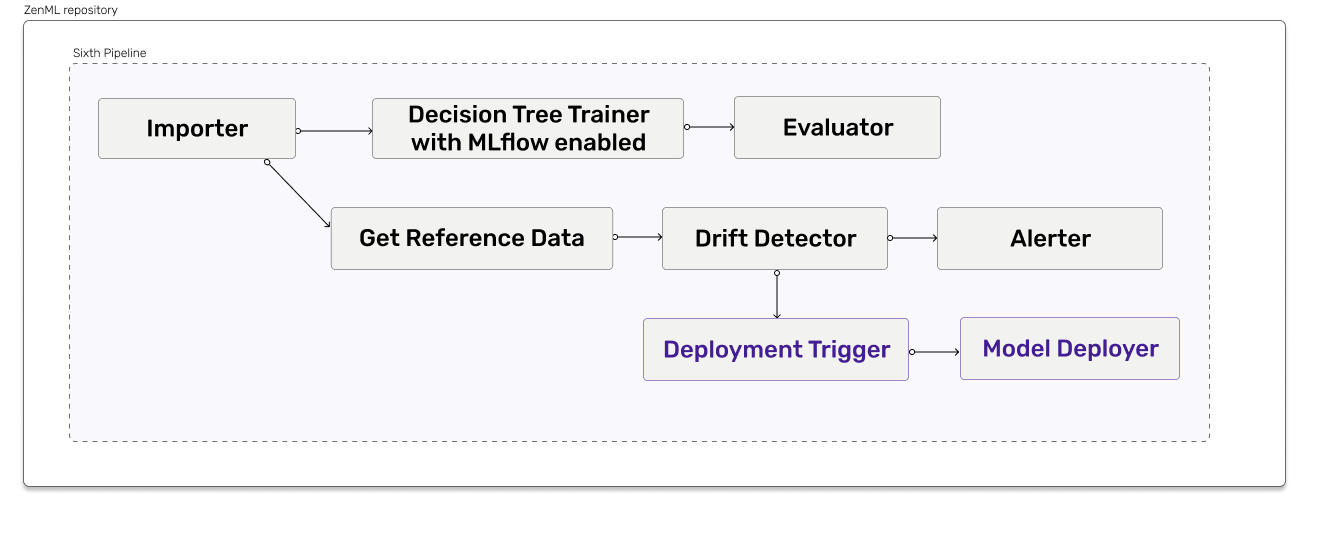 ZenML repository
Sixth Pipeline
Importer
Decision Tree Trainer
with MLflow enabled
Evaluator
Get Reference Data
Drift Detector
Alerter
Deployment Trigger
Model Deployer